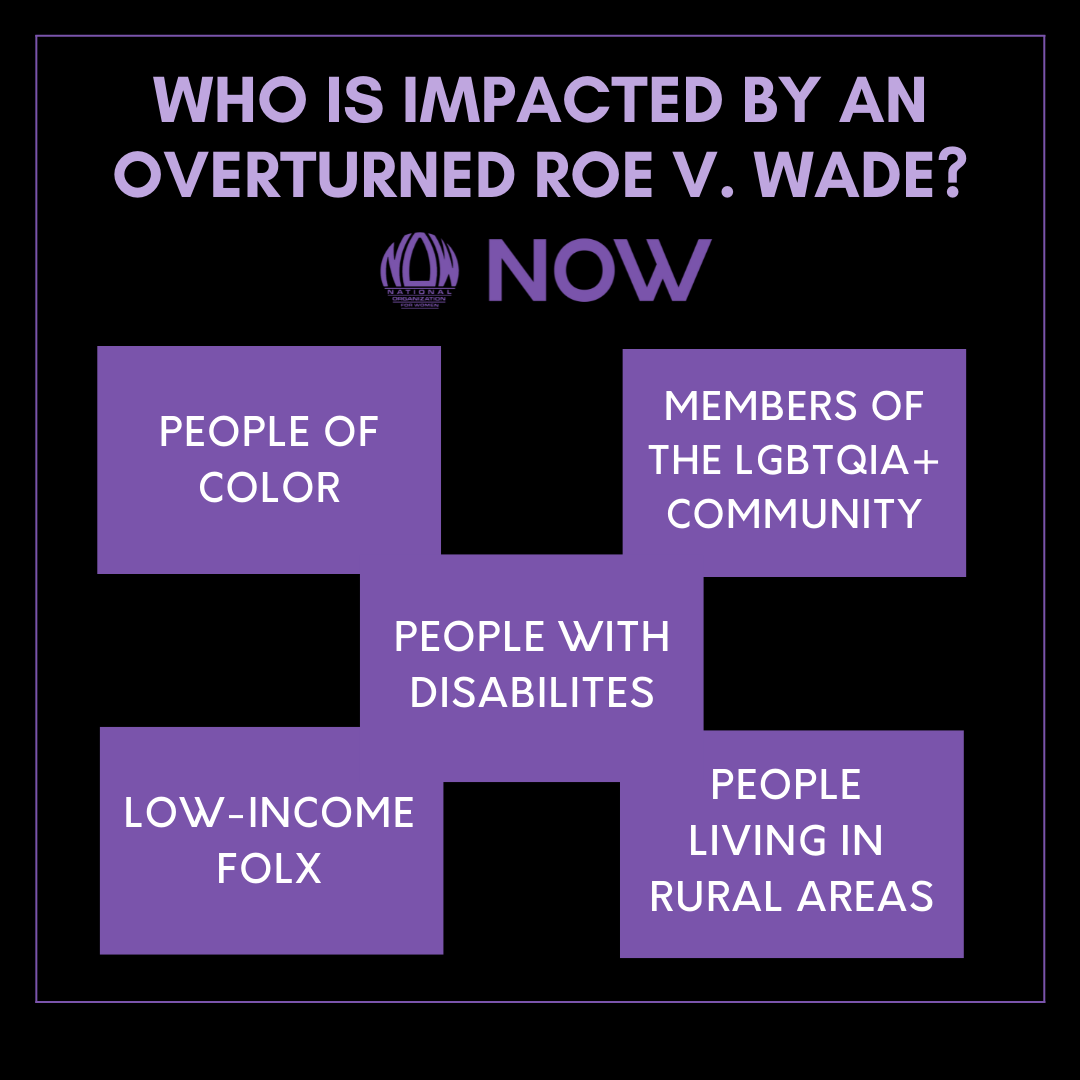 WHO IS IMPACTED BY AN
OVERTURNED ROE V. WADE?
NOW
NATIONAL
ORGANIZATION
FOR WOMEN
NOW
PEOPLE OF
COLOR
MEMBERS OF
THE LGBTQIA+
COMMUNITY
PEOPLE WITH
DISABILITES
LOW-INCOME
FOLX
PEOPLE
LIVING IN
RURAL AREAS